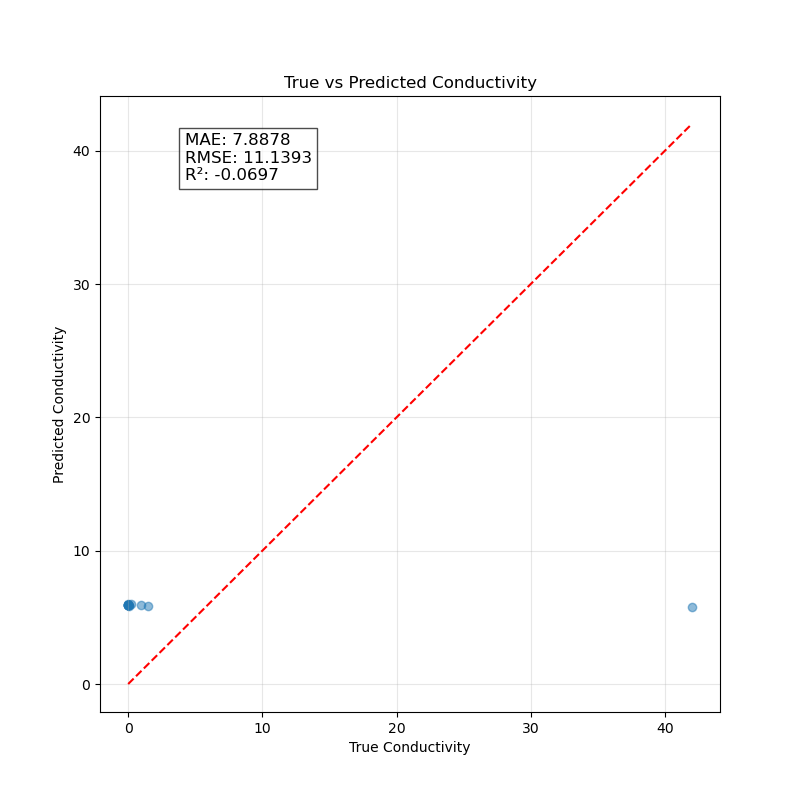 True vs Predicted Conductivity
MAE: 7.8878
RMSE: 11.1393
R²: -0.0697
40
30
20
10
0
Predicted Conductivity
0 10 20 30 40
True Conductivity